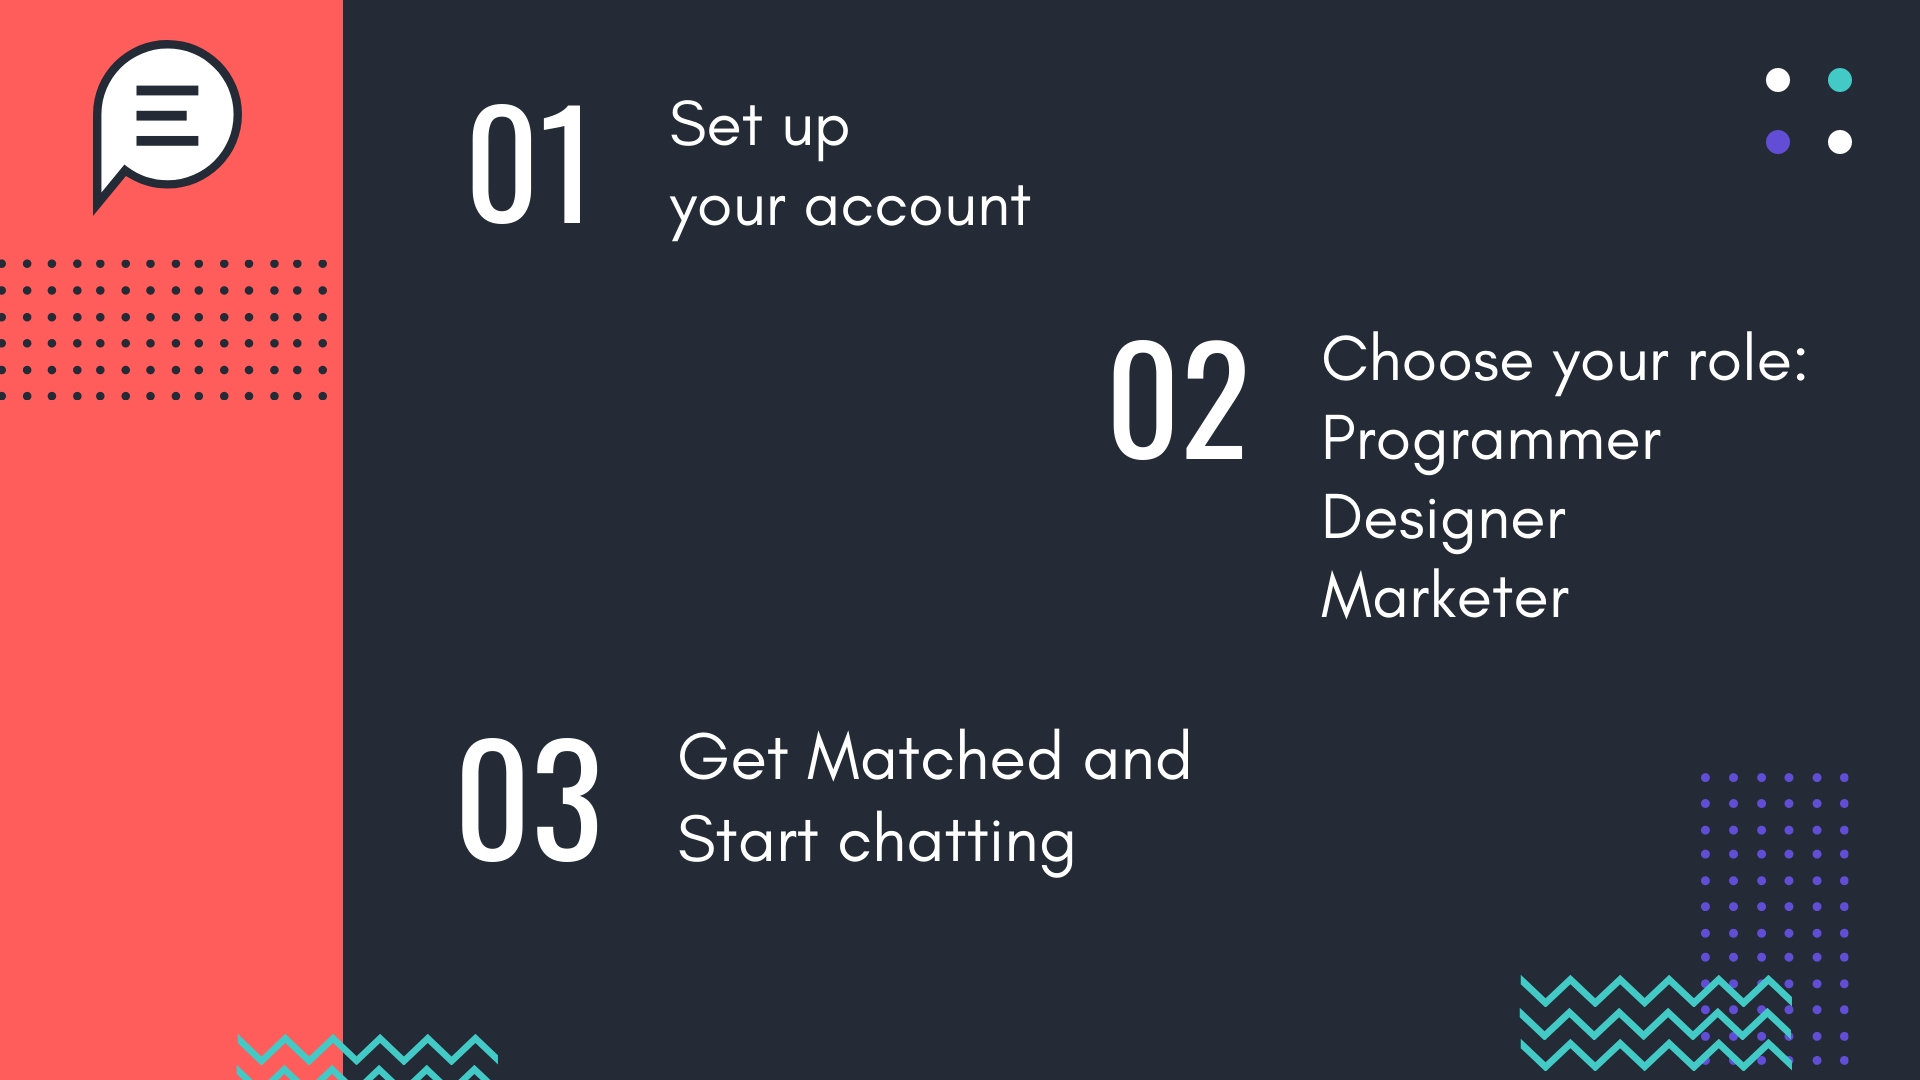 01
Set up
your account
02
Choose your role:
Programmer
Designer
Marketer
03
Get Matched and
Start chatting